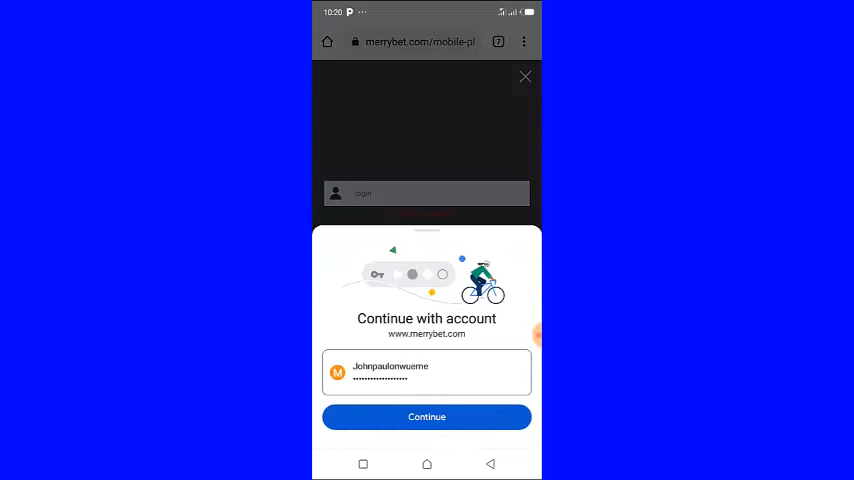 10:20 P
merrybet.com/mobile-pl 7
login
Continue with account
www.merrybet.com
M Johnpaulonwueme
••••••••••••••••••
Continue